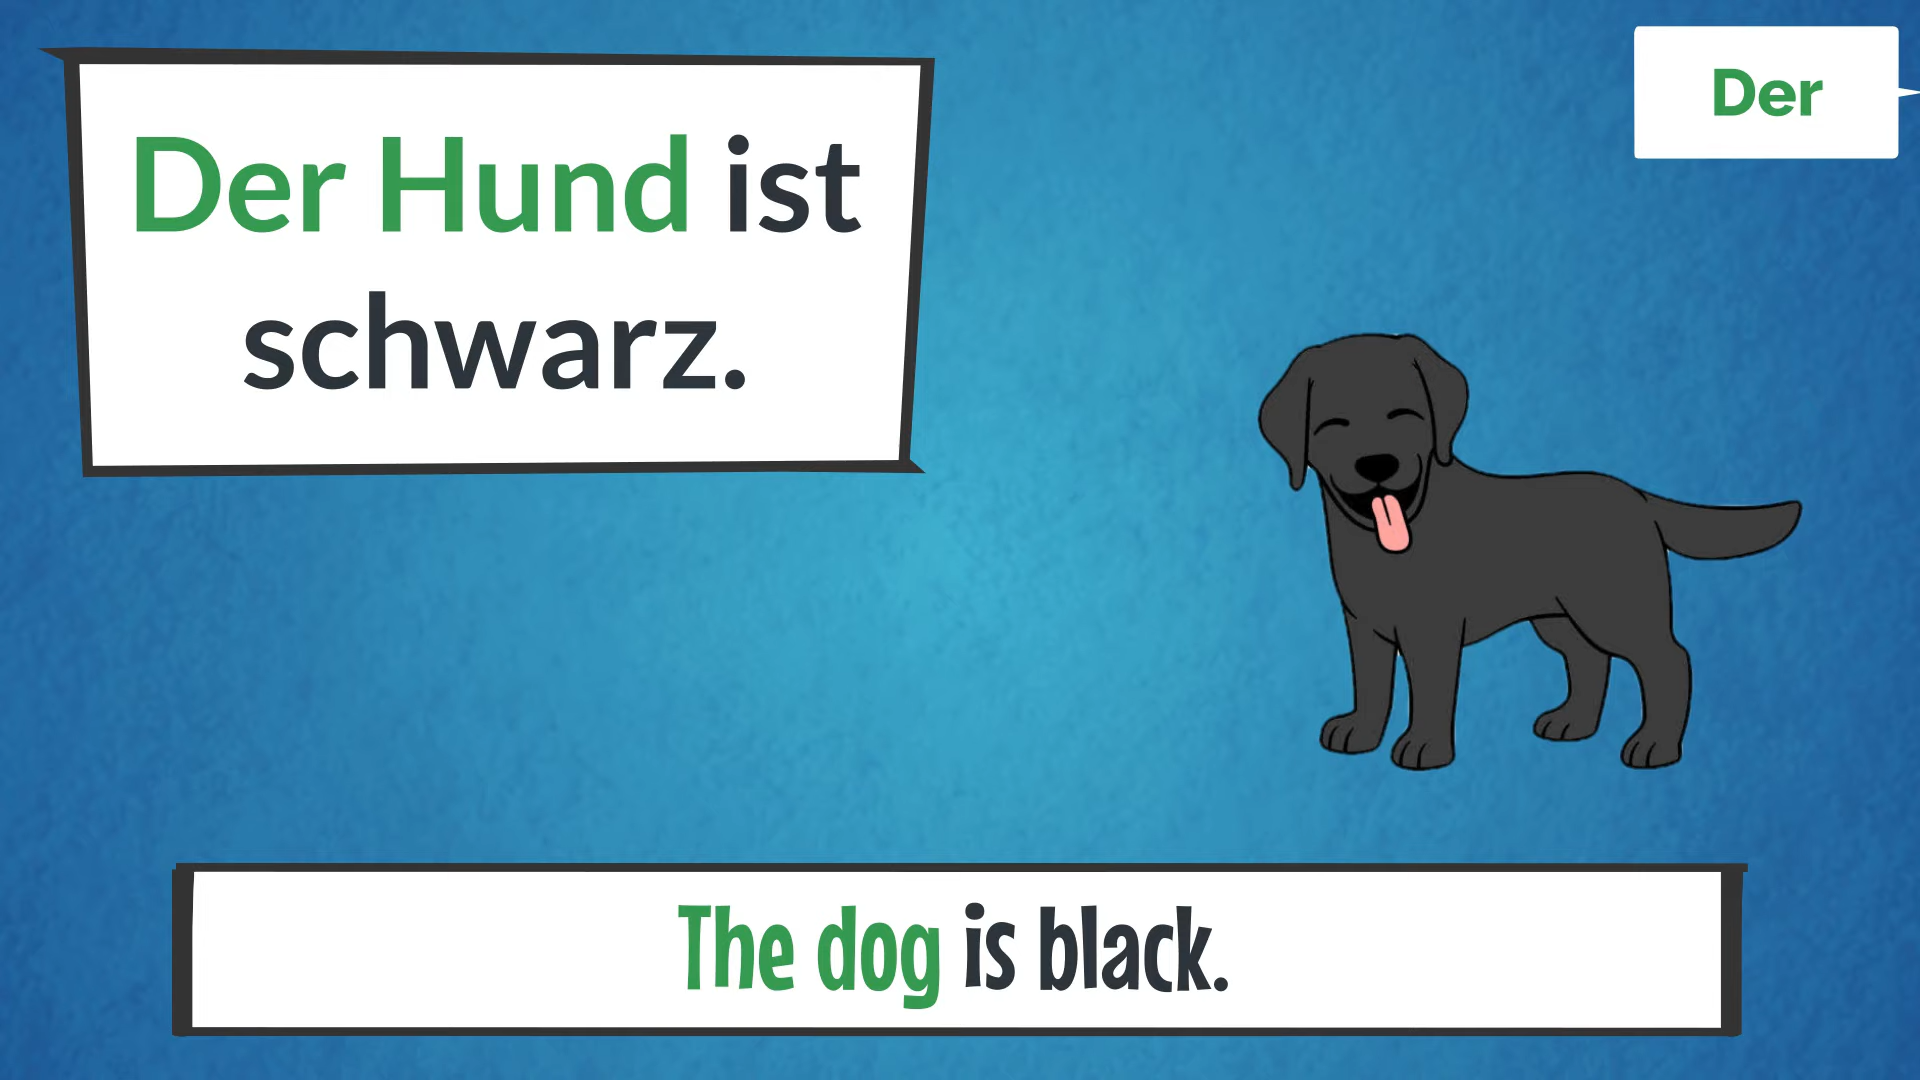 Der Hund ist
schwarz.
Der
The dog is black.